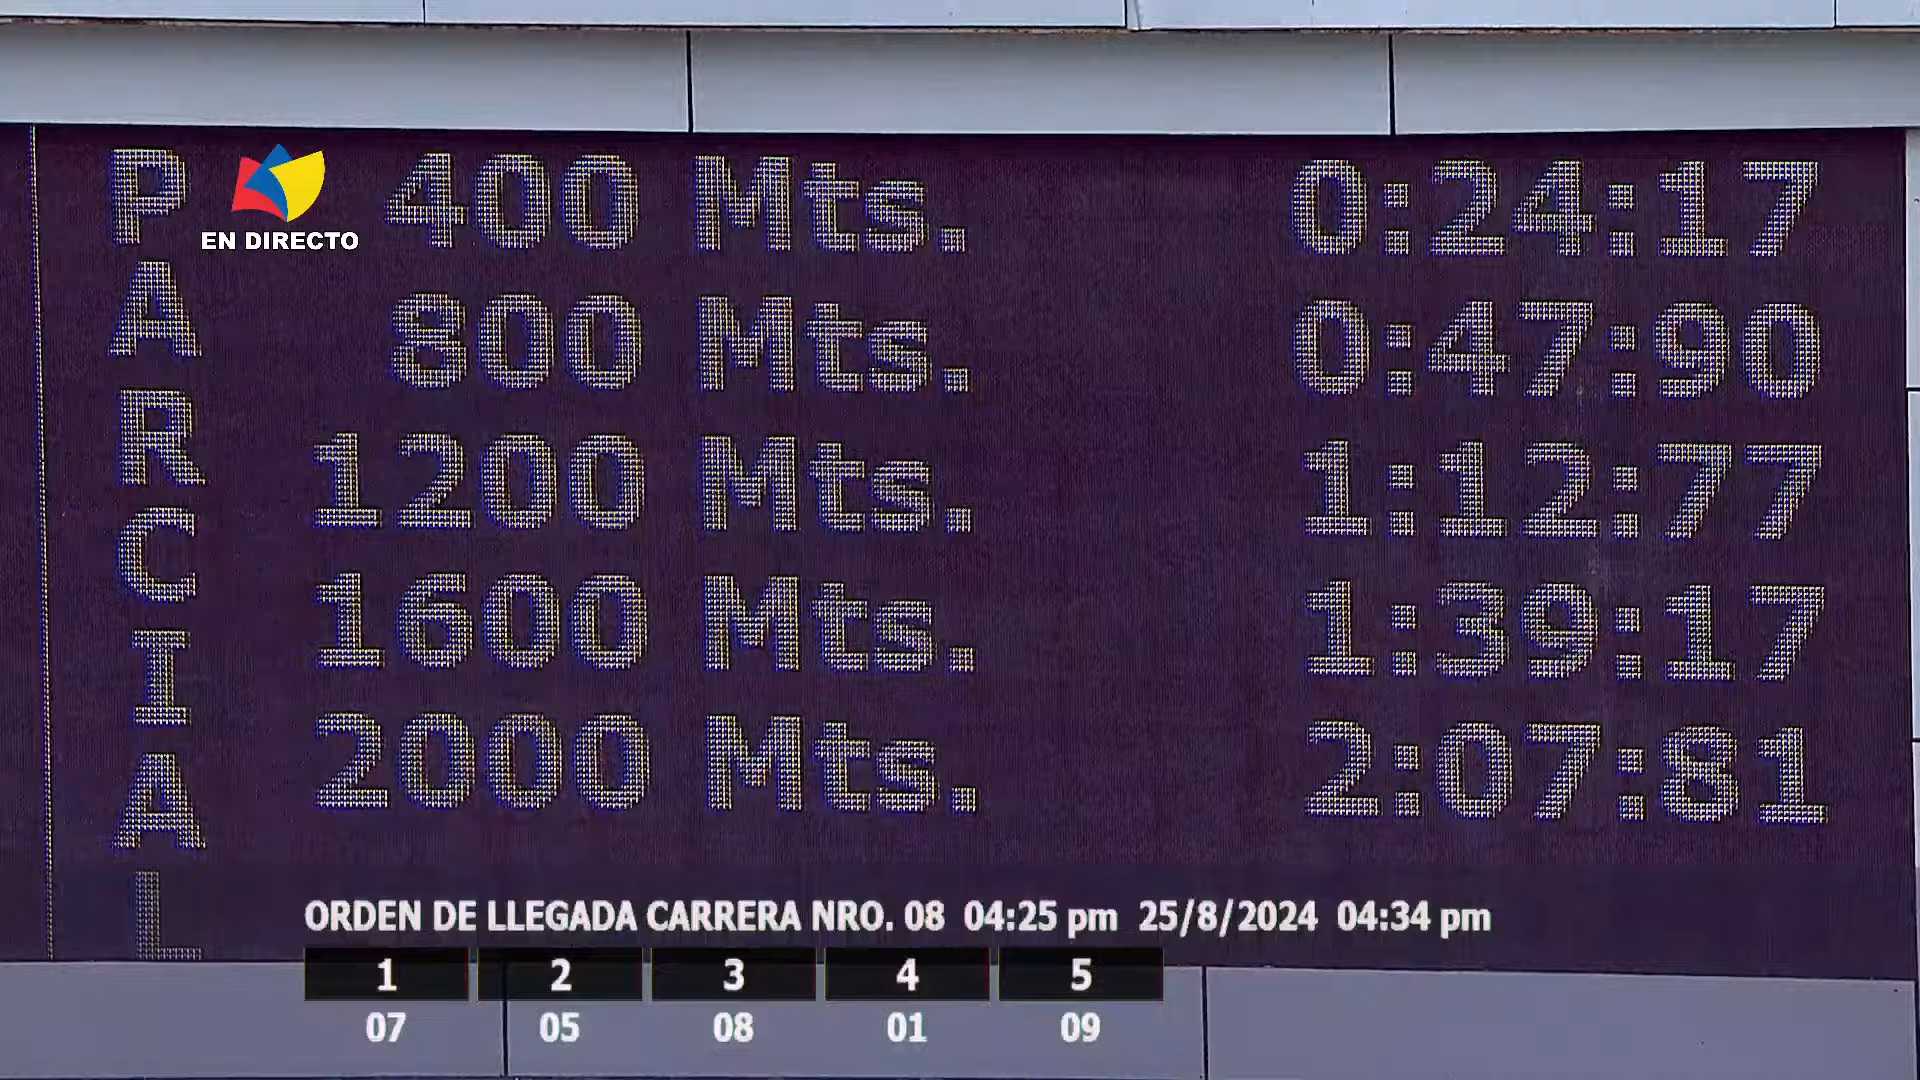 PARCIAL
400 Mts. 0:24:17
800 Mts. 0:47:90
1200 Mts. 1:12:77
1600 Mts. 1:39:17
2000 Mts. 2:07:81
EN DIRECTO
ORDEN DE LLEGADA CARRERA NRO. 08 04:25 pm 25/8/2024 04:34 pm
1 2 3 4 5
07 05 08 01 09